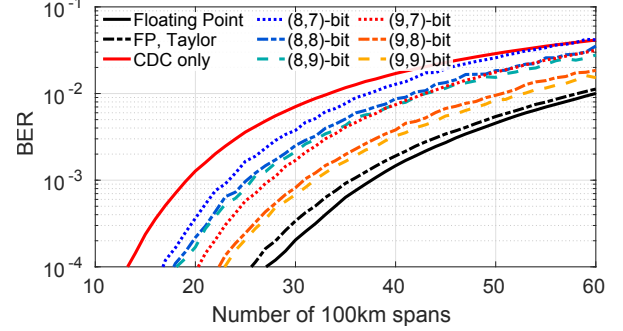 10⁻¹
Floating Point (8,7)-bit (9,7)-bit
FP, Taylor (8,8)-bit (9,8)-bit
CDC only (8,9)-bit (9,9)-bit
10⁻²
BER
10⁻³
10⁻⁴
10 20 30 40 50 60
Number of 100km spans